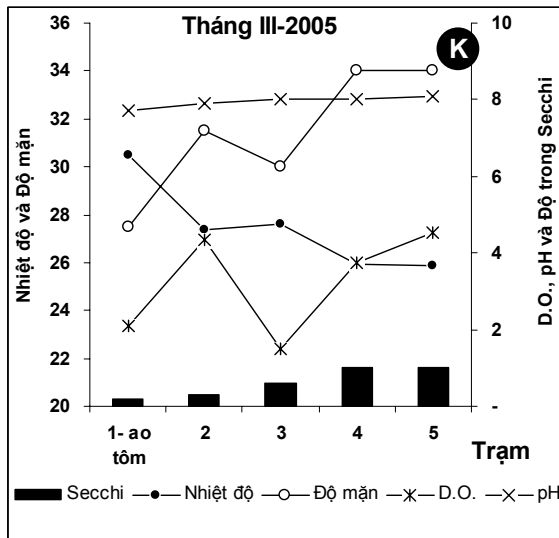 Tháng III-2005
K
Nhiệt độ và Độ mặn
36
34
32
30
28
26
24
22
20
D.O., pH và Độ trong Secchi
10
8
6
4
2
-
1- ao tôm
2
3
4
5
Trạm
Secchi
Nhiệt độ
Độ mặn
D.O.
pH